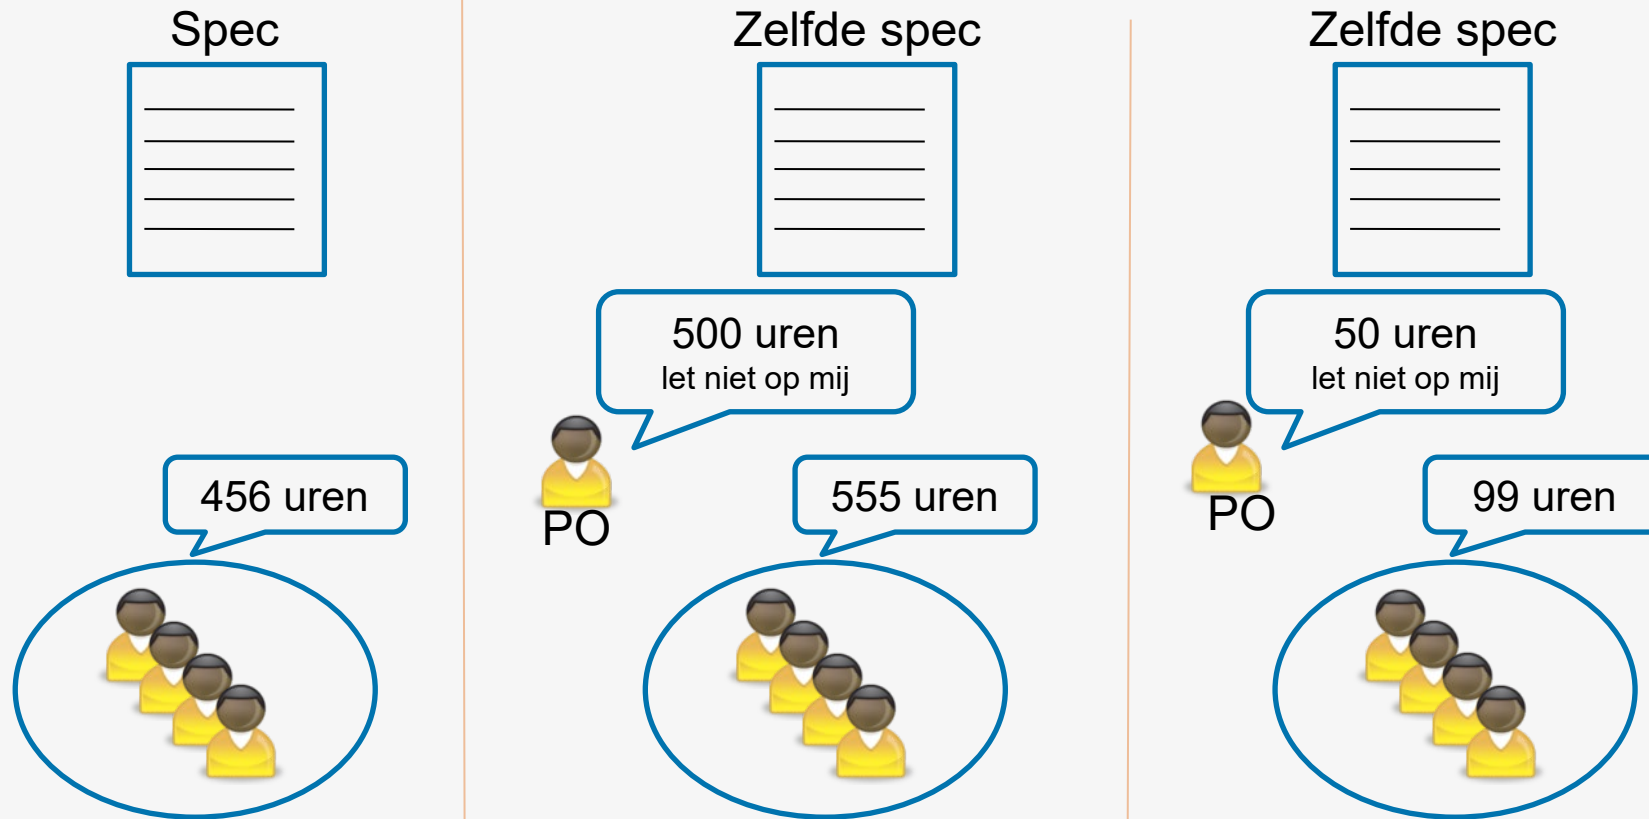 Spec
456 uren
Zelfde spec
500 uren
let niet op mij
PO
555 uren
Zelfde spec
50 uren
let niet op mij
PO
99 uren